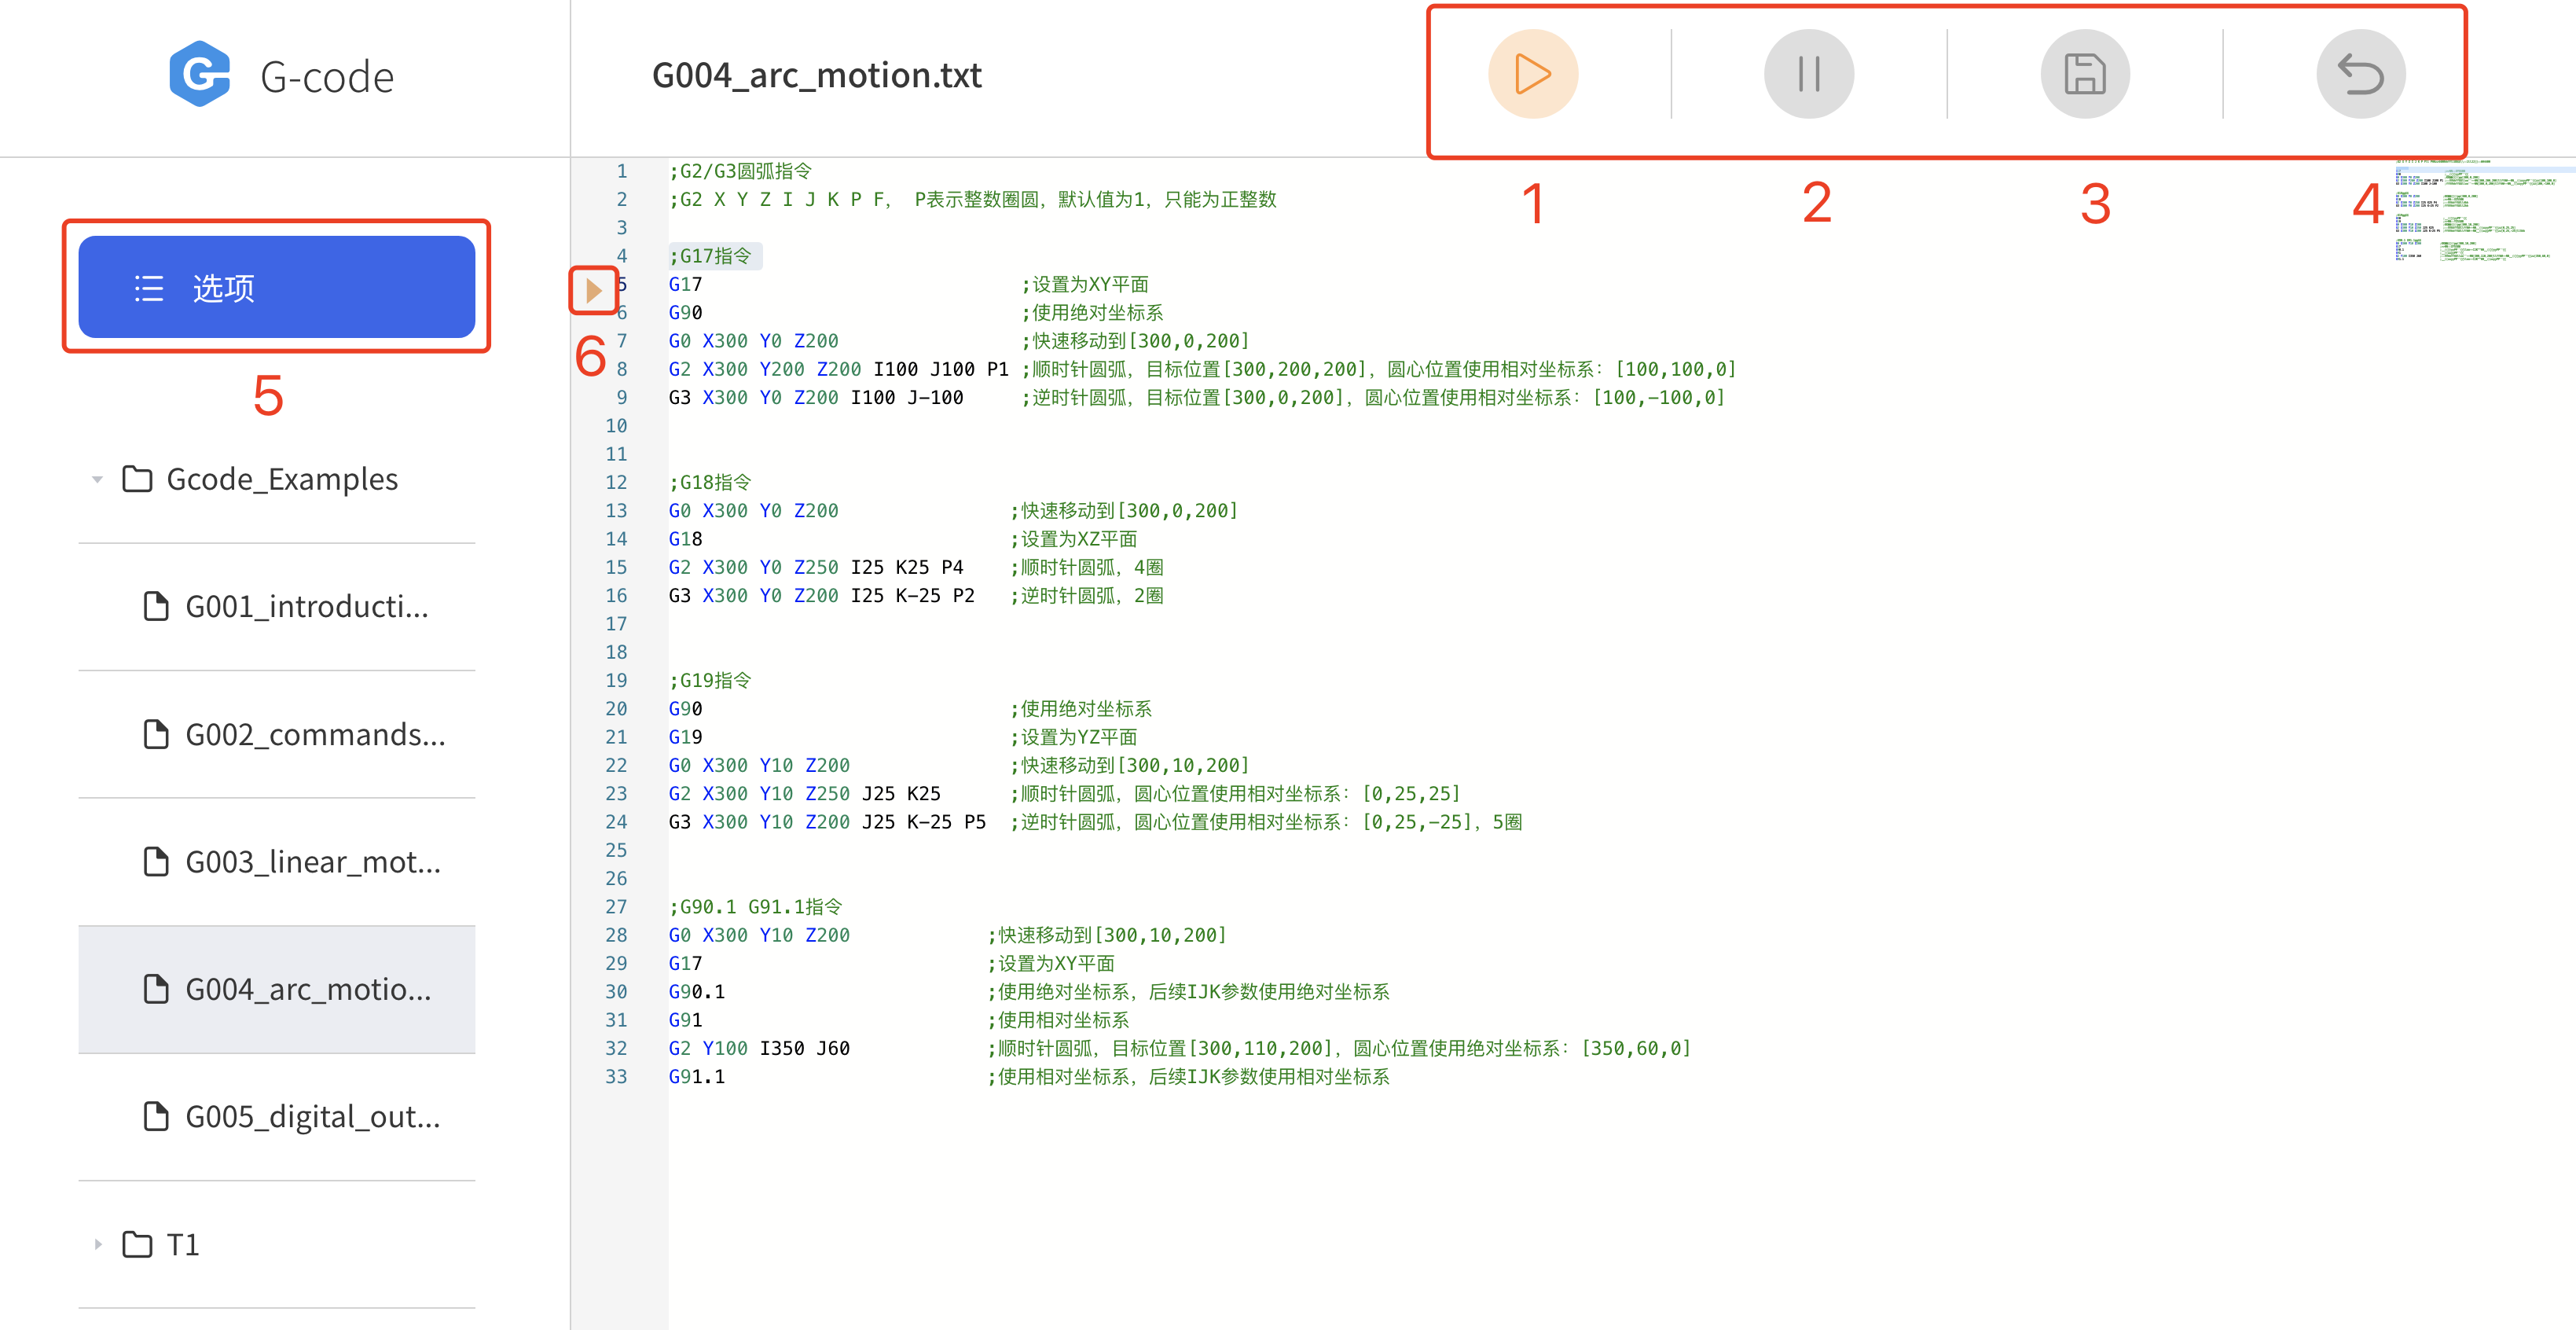 G-code
G004_arc_motion.txt
1
2
3
4
选项
5
6
Gcode_Examples
G001_introducti...
G002_commands...
G003_linear_mot...
G004_arc_motio...
G005_digital_out...
T1
1 ;G2/G3圆弧指令
2 ;G2 X Y Z I J K P F， P表示整数圈圆，默认值为1，只能为正整数
3
4 ;G17指令
5 G17 ;设置为XY平面
6 G90 ;使用绝对坐标系
7 G0 X300 Y0 Z200 ;快速移动到[300,0,200]
8 G2 X300 Y200 Z200 I100 J100 P1 ;顺时针圆弧，目标位置[300,200,200]，圆心位置使用相对坐标系：[100,100,0]
9 G3 X300 Y0 Z200 I100 J-100 ;逆时针圆弧，目标位置[300,0,200]，圆心位置使用相对坐标系：[100,-100,0]
10
11
12 ;G18指令
13 G0 X300 Y0 Z200 ;快速移动到[300,0,200]
14 G18 ;设置为XZ平面
15 G2 X300 Y0 Z250 I25 K25 P4 ;顺时针圆弧，4圈
16 G3 X300 Y0 Z200 I25 K-25 P2 ;逆时针圆弧，2圈
17
18
19 ;G19指令
20 G90 ;使用绝对坐标系
21 G19 ;设置为YZ平面
22 G0 X300 Y10 Z200 ;快速移动到[300,10,200]
23 G2 X300 Y10 Z250 J25 K25 ;顺时针圆弧，圆心位置使用相对坐标系：[0,25,25]
24 G3 X300 Y10 Z200 J25 K-25 P5 ;逆时针圆弧，圆心位置使用相对坐标系：[0,25,-25]，5圈
25
26
27 ;G90.1 G91.1指令
28 G0 X300 Y10 Z200 ;快速移动到[300,10,200]
29 G17 ;设置为XY平面
30 G90.1 ;使用绝对坐标系，后续IJK参数使用绝对坐标系
31 G91 ;使用相对坐标系
32 G2 Y100 I350 J60 ;顺时针圆弧，目标位置[300,110,200]，圆心位置使用绝对坐标系：[350,60,0]
33 G91.1 ;使用相对坐标系，后续IJK参数使用相对坐标系